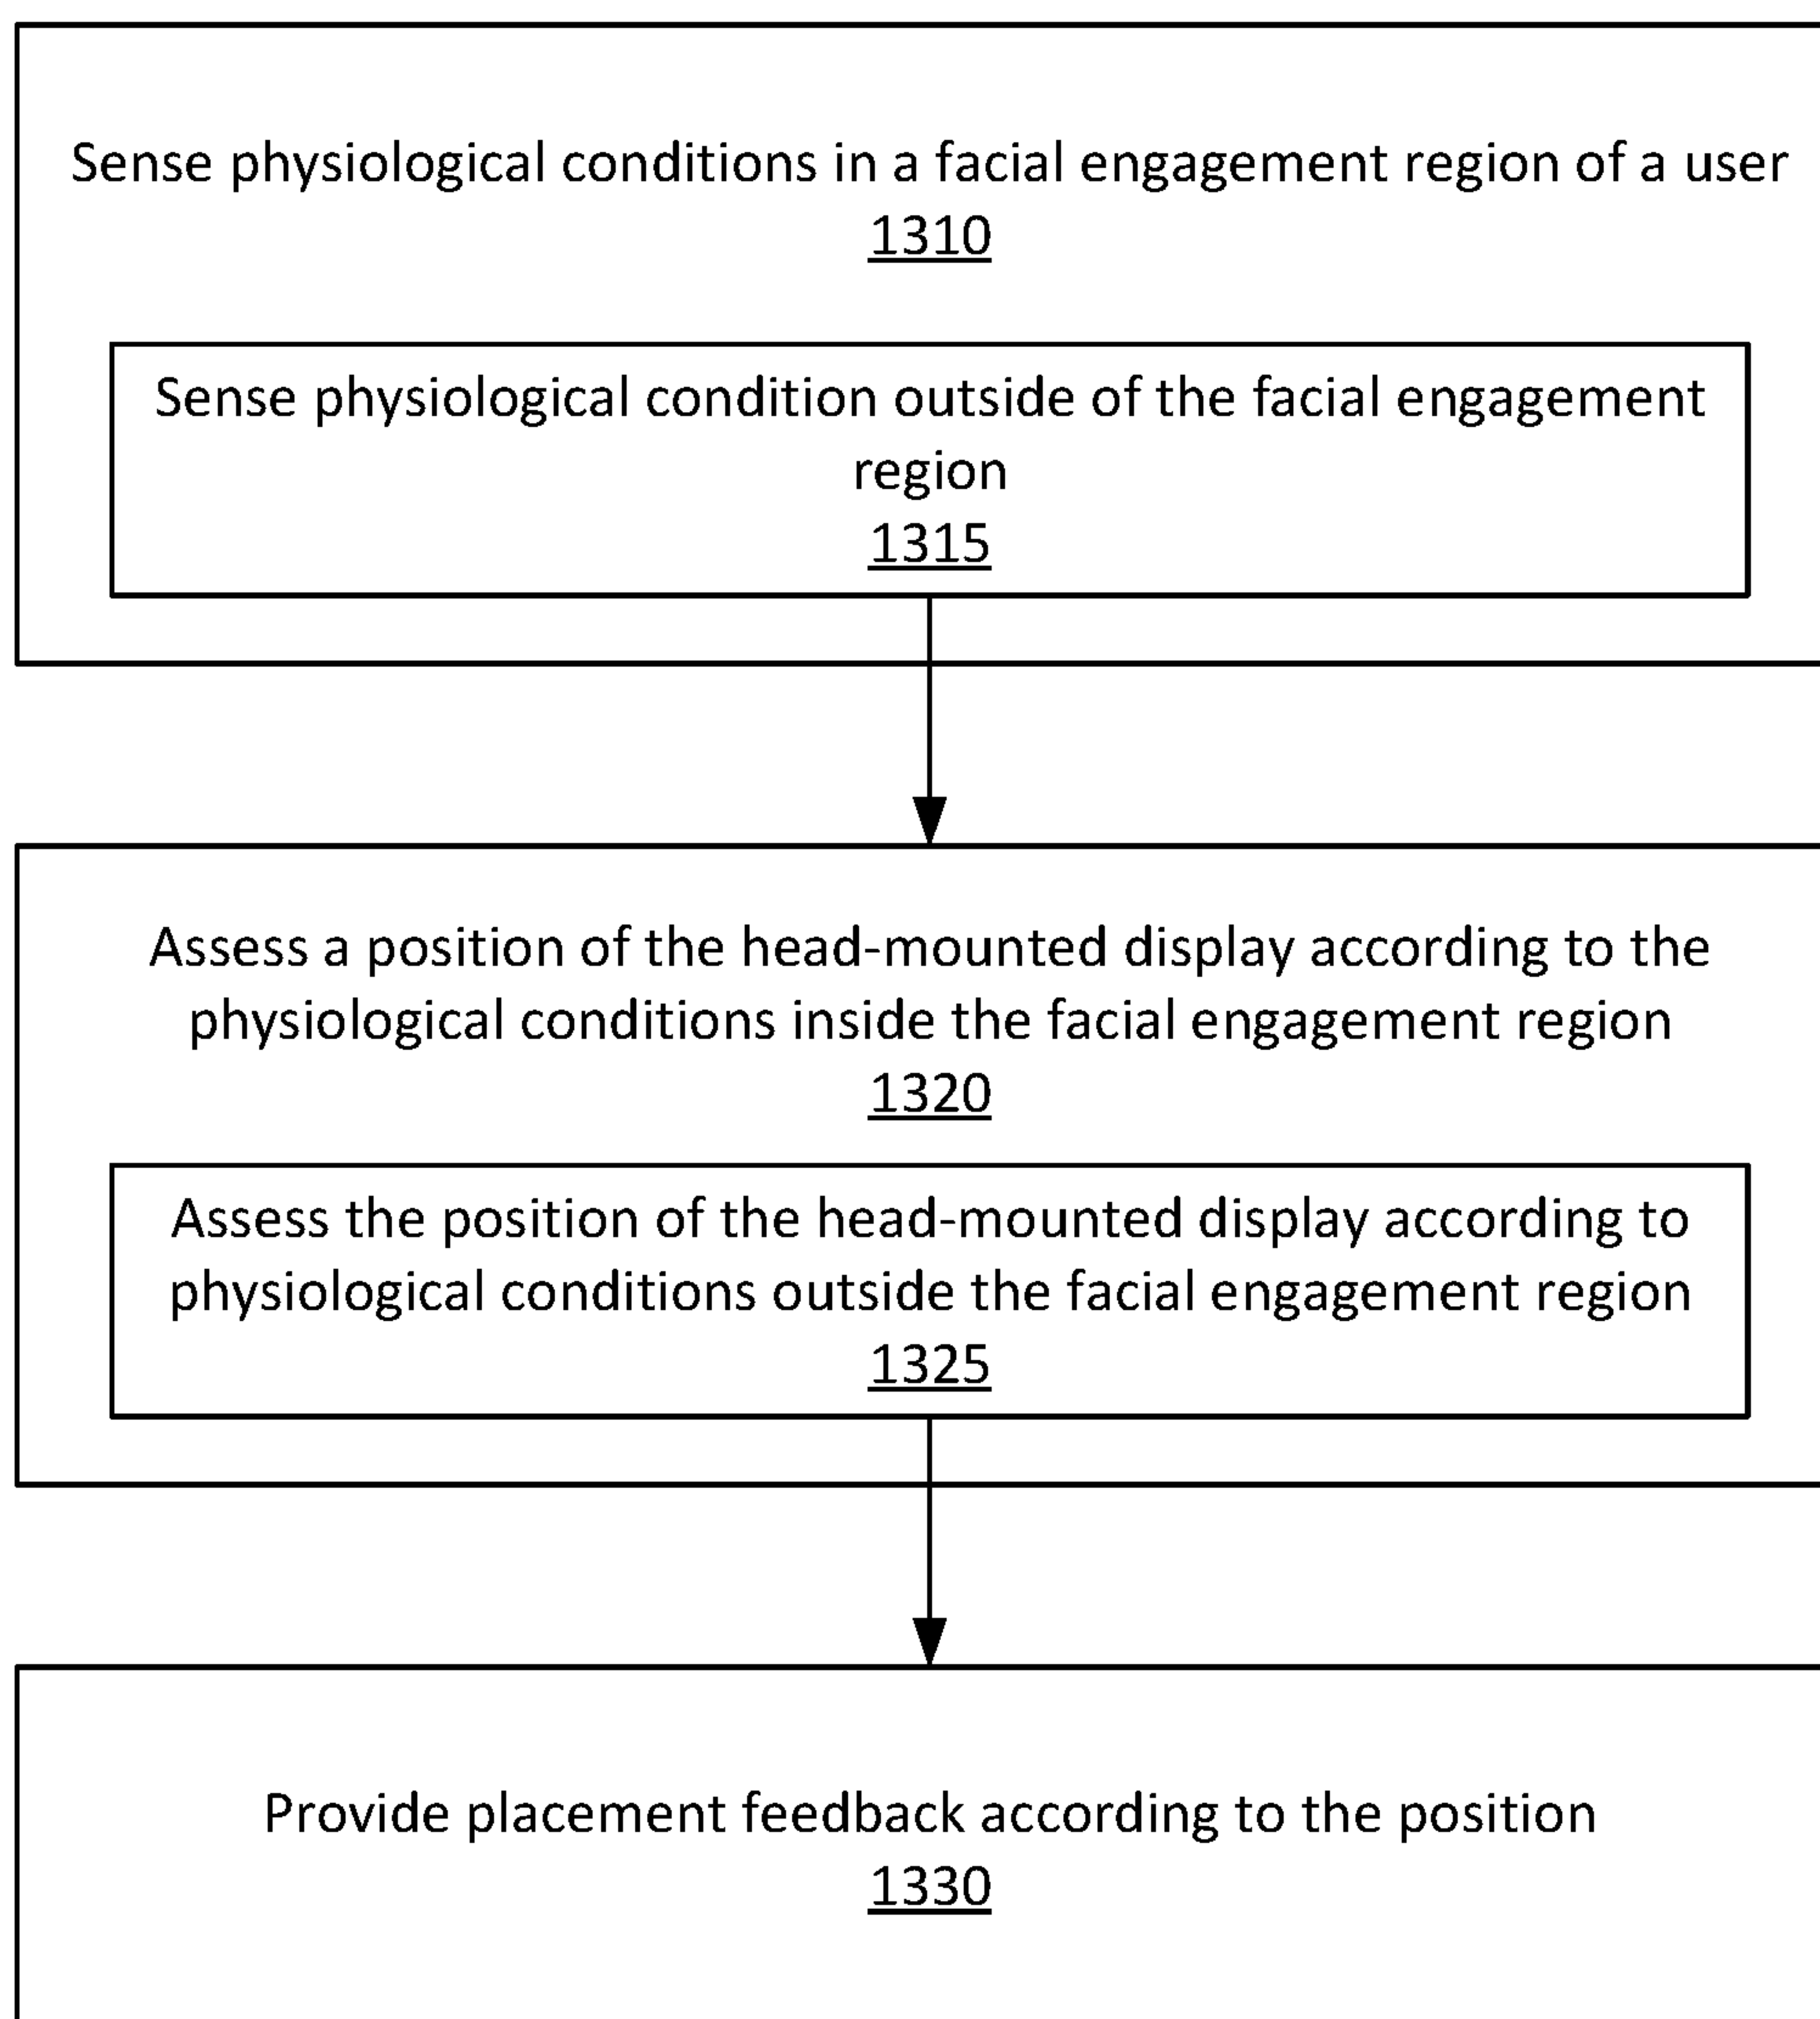 Sense physiological conditions in a facial engagement region of a user
1310
Sense physiological condition outside of the facial engagement
region
1315
Assess a position of the head-mounted display according to the
physiological conditions inside the facial engagement region
1320
Assess the position of the head-mounted display according to
physiological conditions outside the facial engagement region
1325
Provide placement feedback according to the position
1330